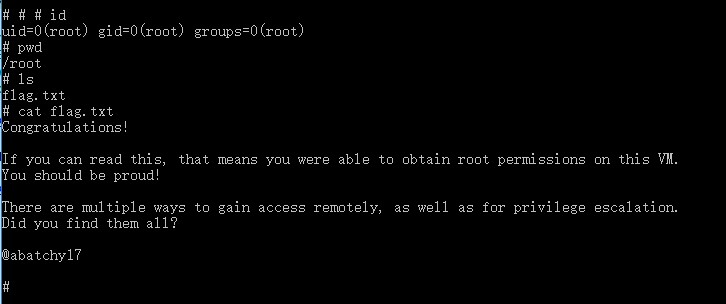 # # # id
uid=0(root) gid=0(root) groups=0(root)
# pwd
/root
# ls
flag.txt
# cat flag.txt
Congratulations!
If you can read this, that means you were able to obtain root permissions on this VM.
You should be proud!
There are multiple ways to gain access remotely, as well as for privilege escalation.
Did you find them all?
@abatchy17
#